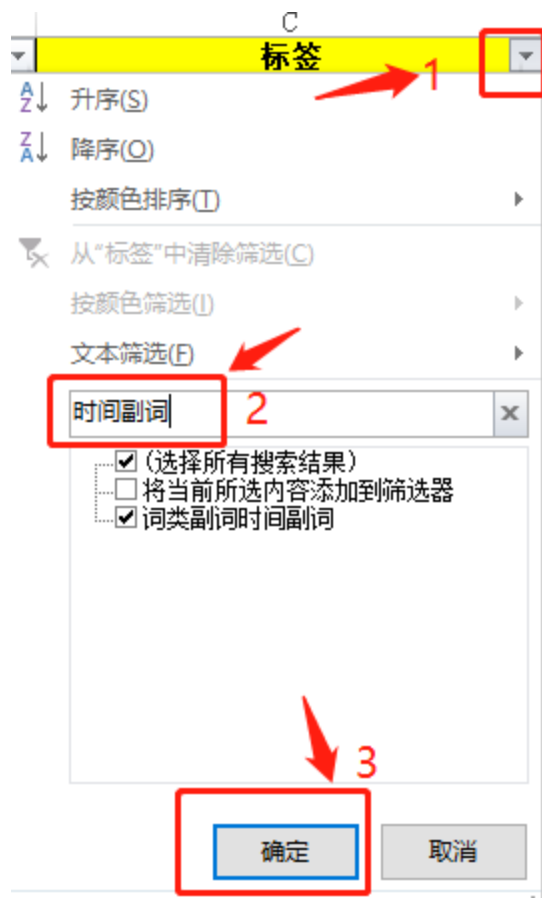 C
标签
1
升序(S)
降序(O)
按颜色排序(T)
从“标签”中清除筛选(C)
按颜色筛选(I)
文本筛选(F)
时间副词
2
(选择所有搜索结果)
将当前所选内容添加到筛选器
词类副词时间副词
3
确定
取消